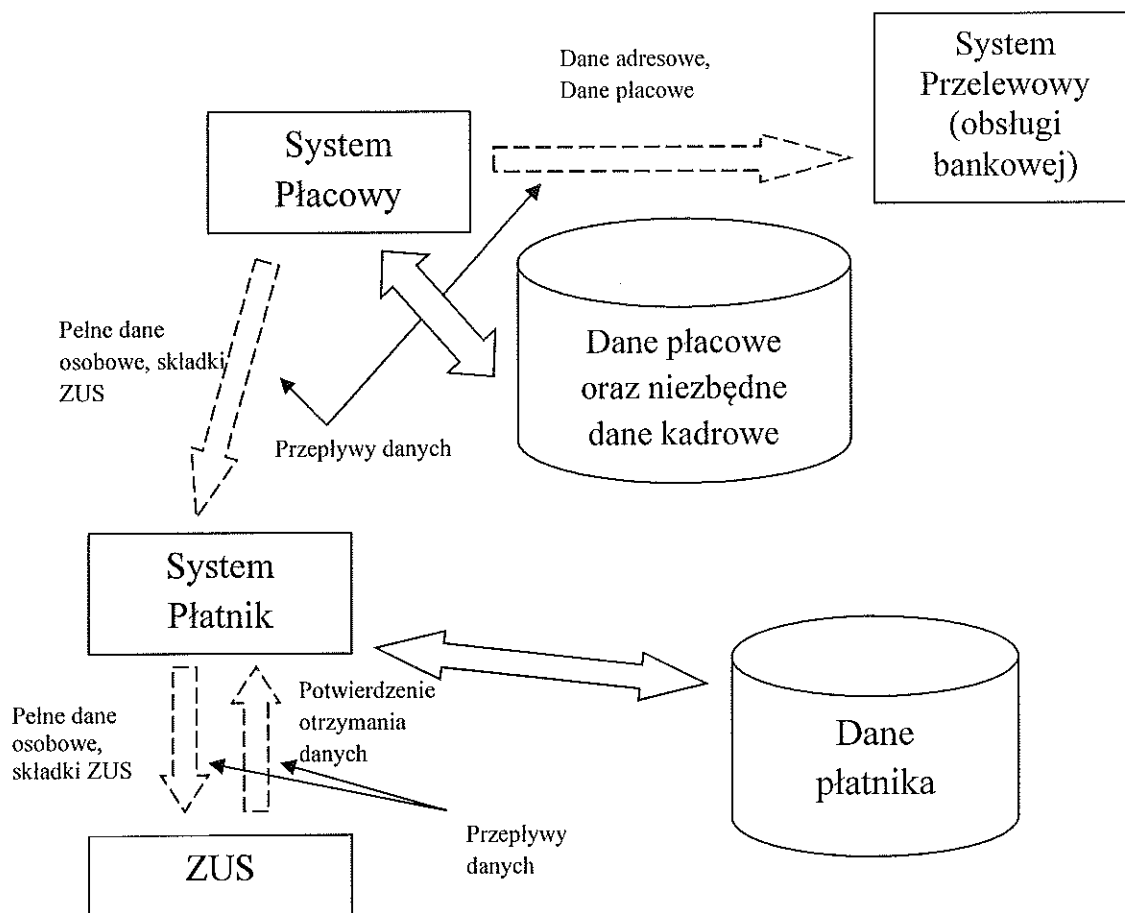 Dane adresowe,
Dane płacowe
System
Przelewowy
(obsługi
bankowej)
System
Płacowy
Pełne dane
osobowe, składki
ZUS
Dane płacowe
oraz niezbędne
dane kadrowe
Przepływy danych
System
Płatnik
Pełne dane
osobowe,
składki ZUS
Potwierdzenie
otrzymania
danych
Dane
płatnika
Przepływy
danych
ZUS